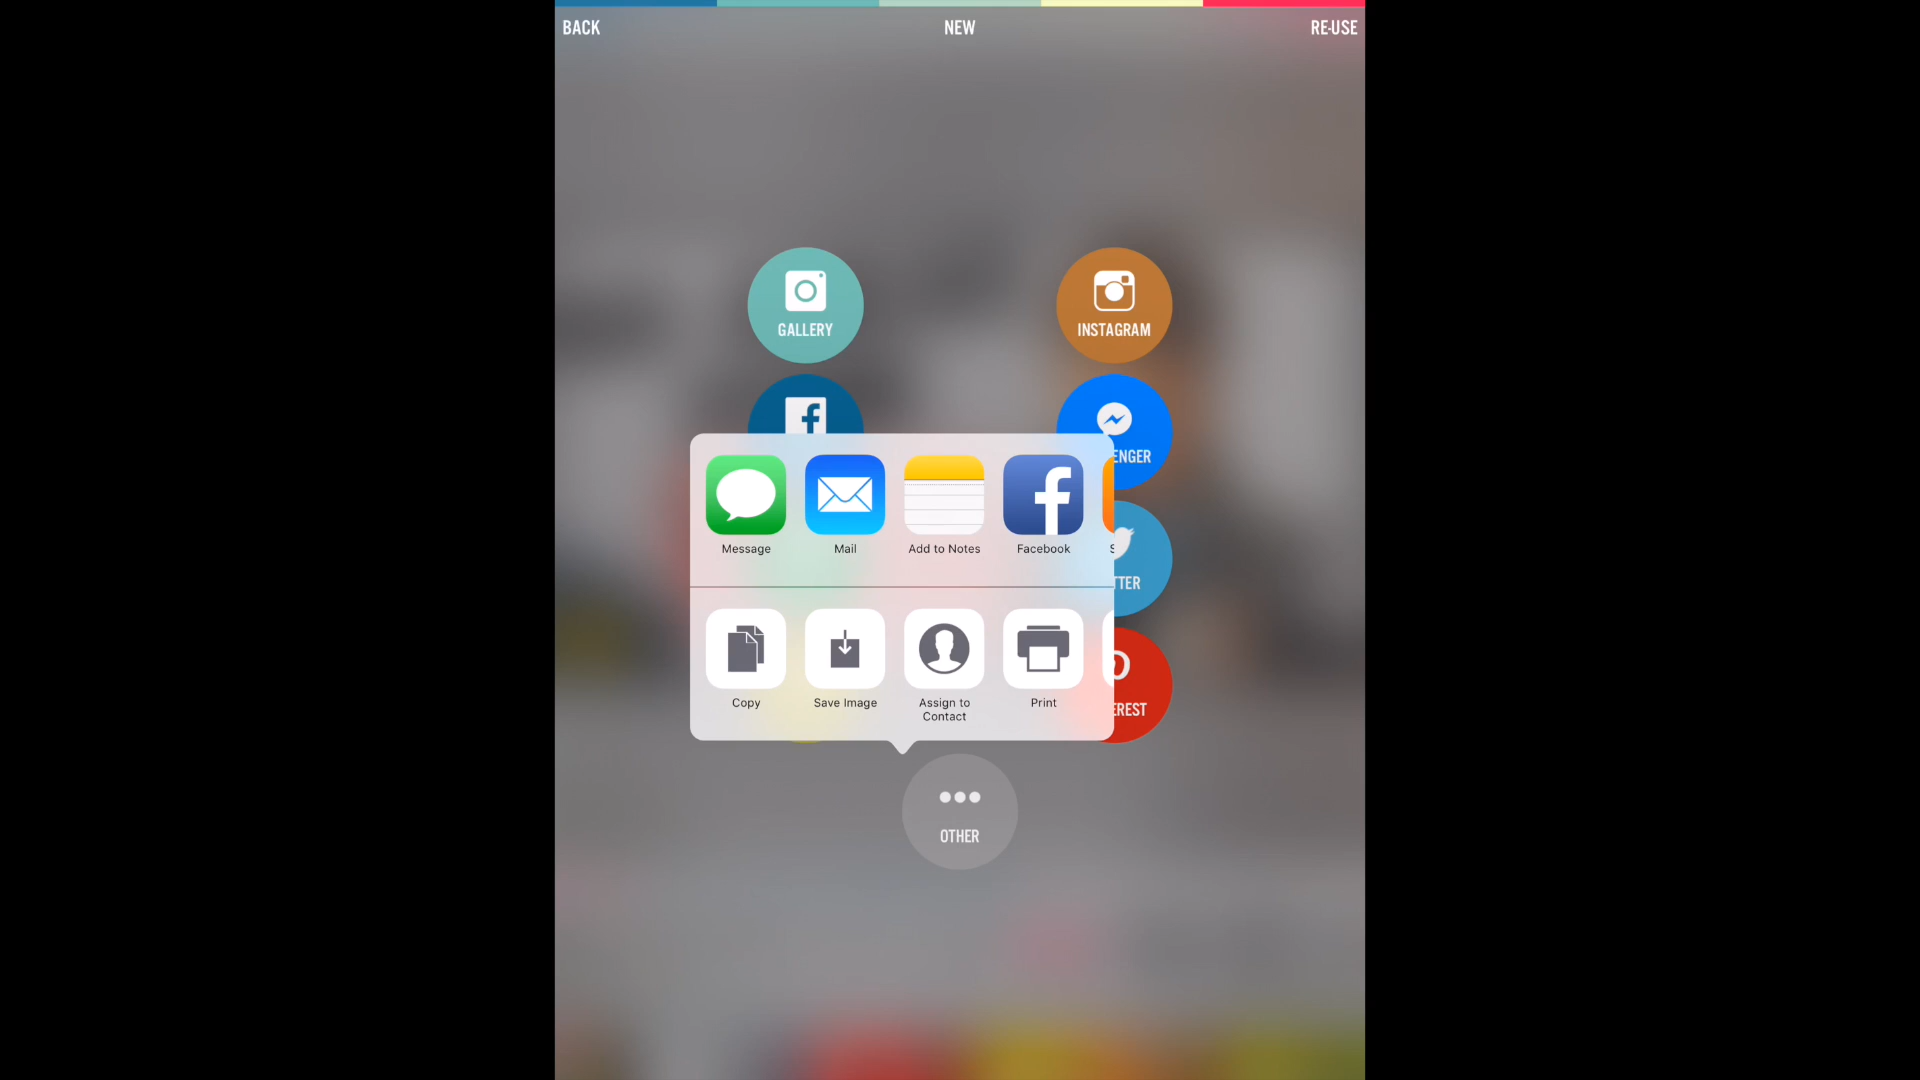 BACK
NEW
RE-USE
GALLERY
INSTAGRAM
ENGER
Message
Mail
Add to Notes
Facebook
S
TTER
Copy
Save Image
Assign to
Contact
Print
EREST
OTHER